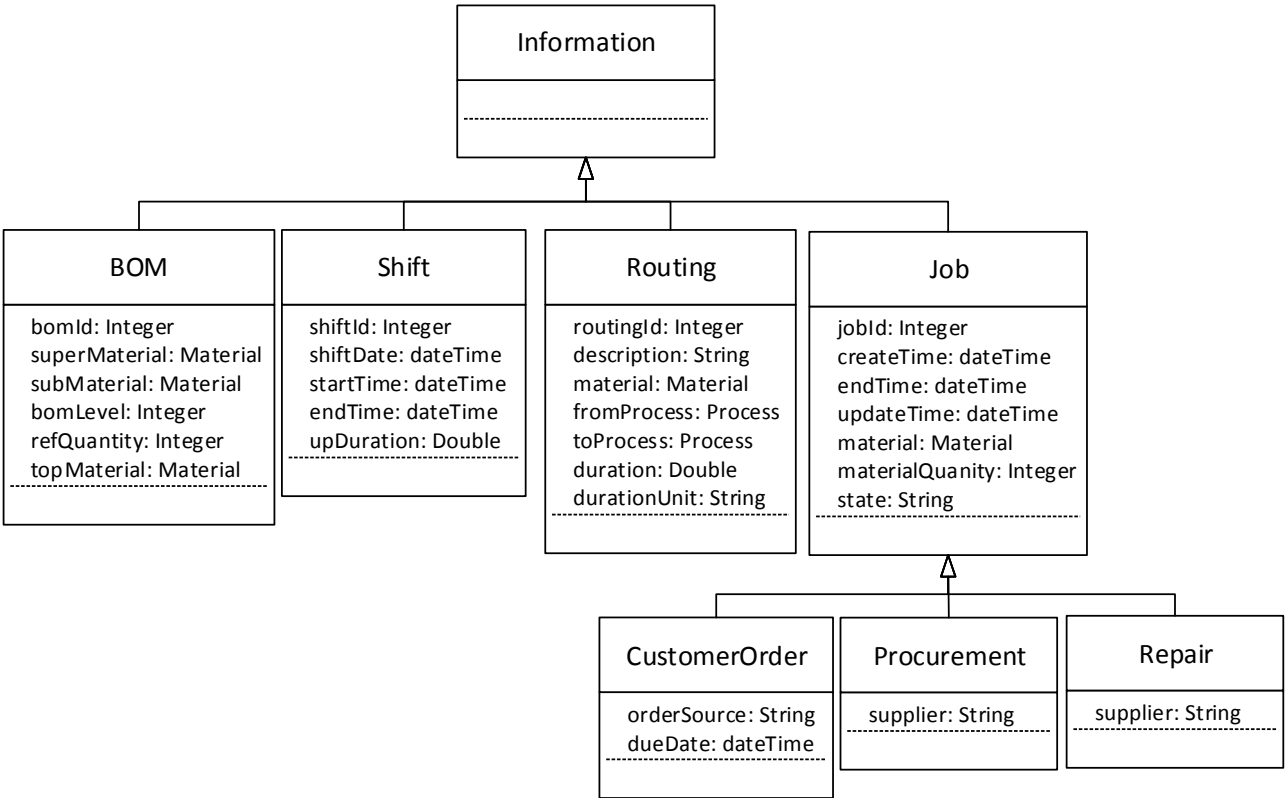 Information
BOM
bomId: Integer
superMaterial: Material
subMaterial: Material
bomLevel: Integer
refQuantity: Integer
topMaterial: Material
Shift
shiftId: Integer
shiftDate: dateTime
startTime: dateTime
endTime: dateTime
upDuration: Double
Routing
routingId: Integer
description: String
material: Material
fromProcess: Process
toProcess: Process
duration: Double
durationUnit: String
Job
jobId: Integer
createTime: dateTime
endTime: dateTime
updateTime: dateTime
material: Material
materialQuanity: Integer
state: String
CustomerOrder
orderSource: String
dueDate: dateTime
Procurement
supplier: String
Repair
supplier: String